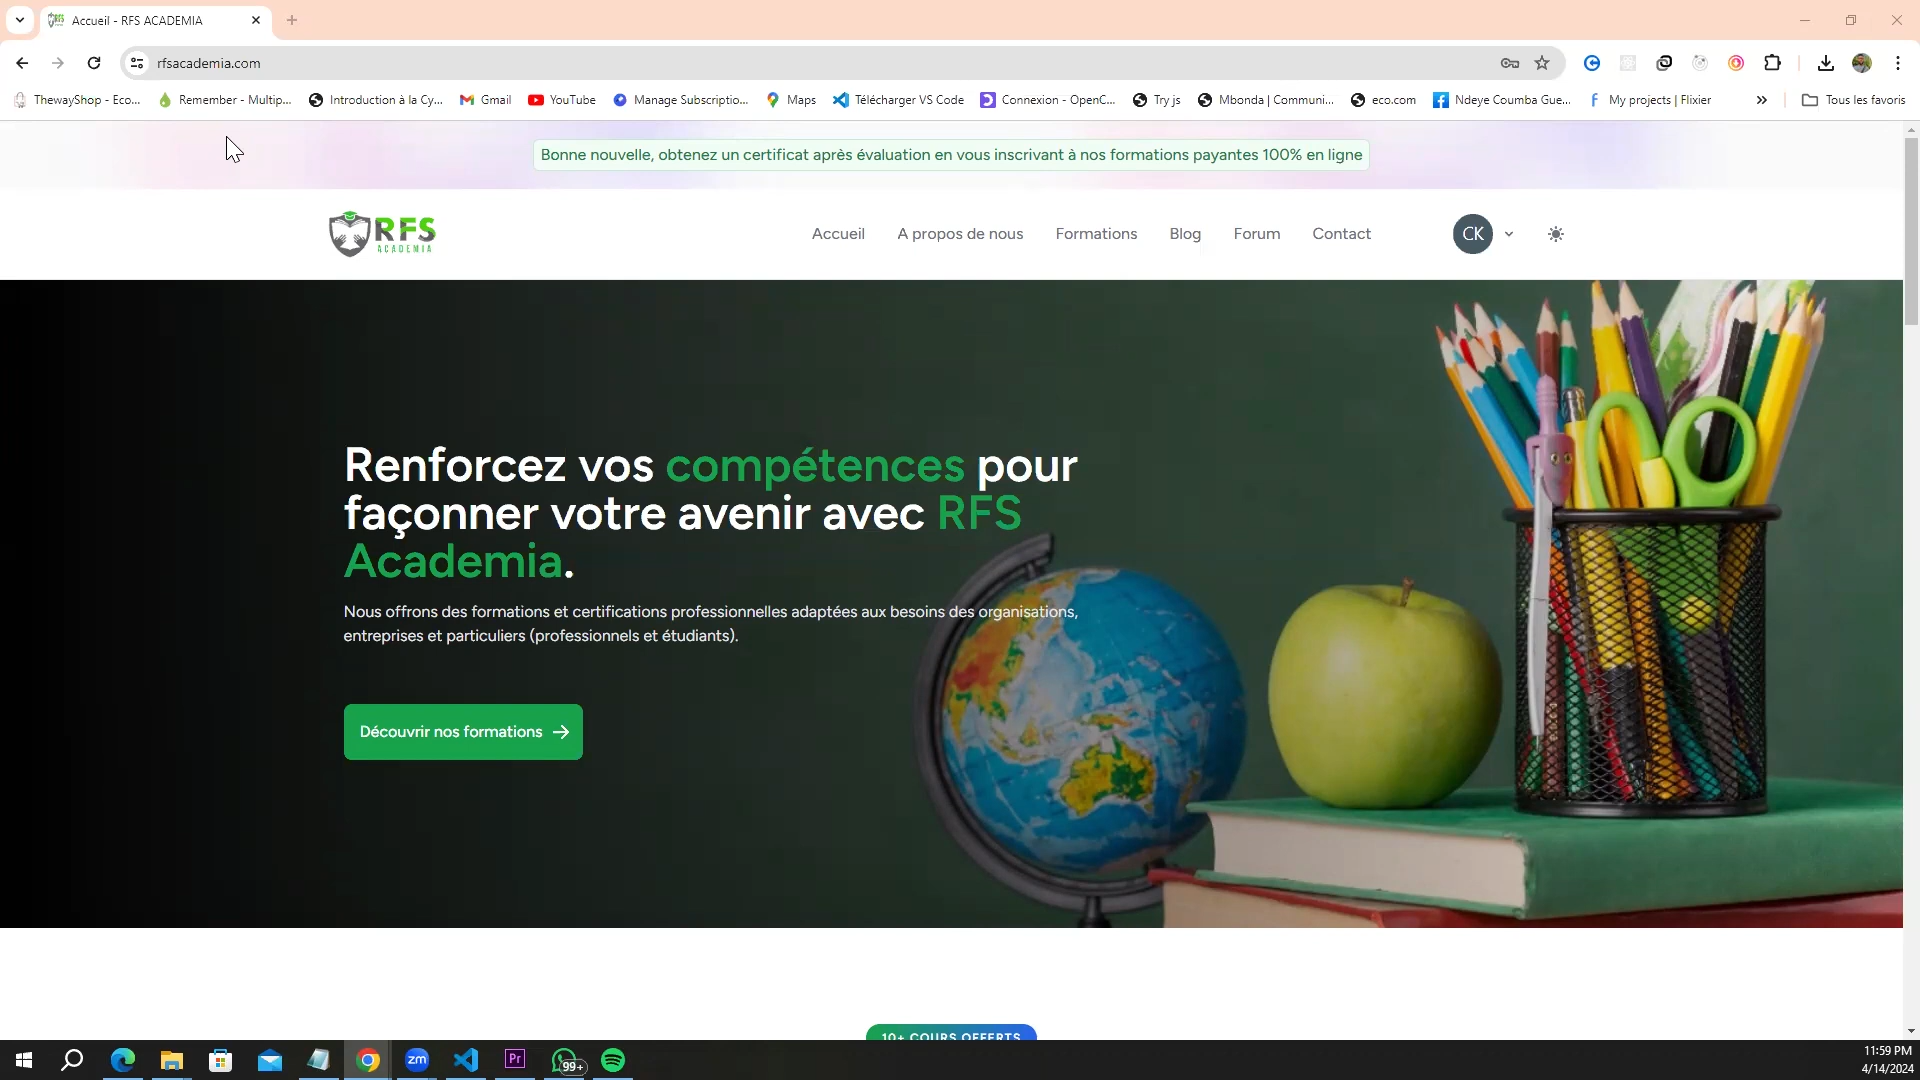 Accueil - RFS ACADEMIA
rfsacademia.com
ThewayShop - Eco...
Remember - Multip...
Introduction à la Cy...
Gmail
YouTube
Manage Subscriptio...
Maps
Télécharger VS Code
Connexion - OpenC...
Try js
Mbonda | Communi...
eco.com
Ndeye Coumba Gue...
My projects | Flixier
Tous les favoris
Bonne nouvelle, obtenez un certificat après évaluation en vous inscrivant à nos formations payantes 100% en ligne
RFS
ACADEMIA
Accueil
A propos de nous
Formations
Blog
Forum
Contact
CK
Renforcez vos compétences pour
façonner votre avenir avec RFS
Academia.
Nous offrons des formations et certifications professionnelles adaptées aux besoins des organisations,
entreprises et particuliers (professionnels et étudiants).
Découvrir nos formations
10+ COURS OFFERTS
zm
Pr
99+
11:59 PM
4/14/2024